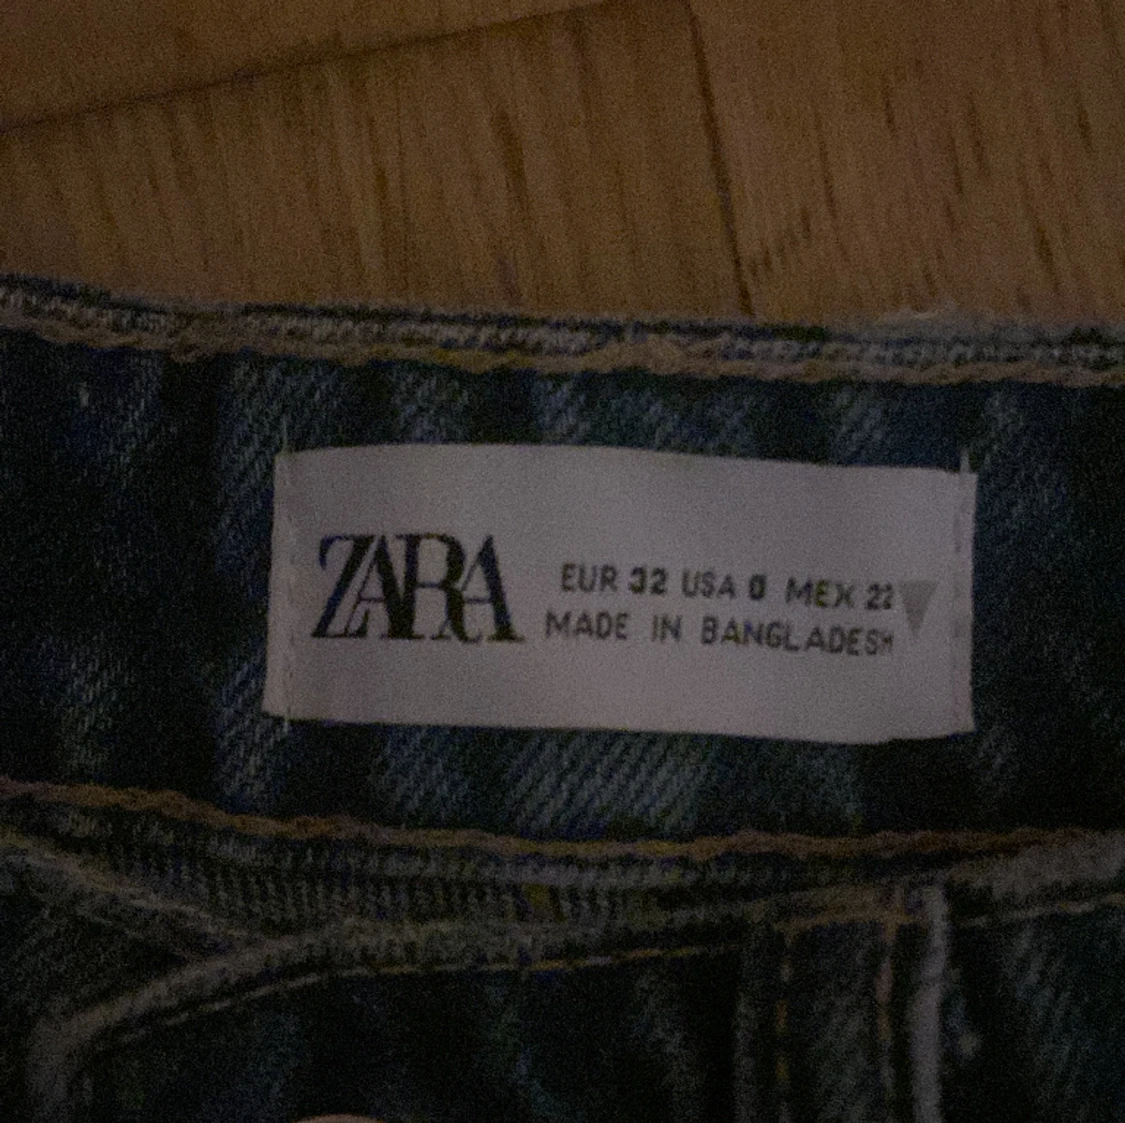 ZARA
EUR 32 USA 0 MEX 22
MADE IN BANGLADESH